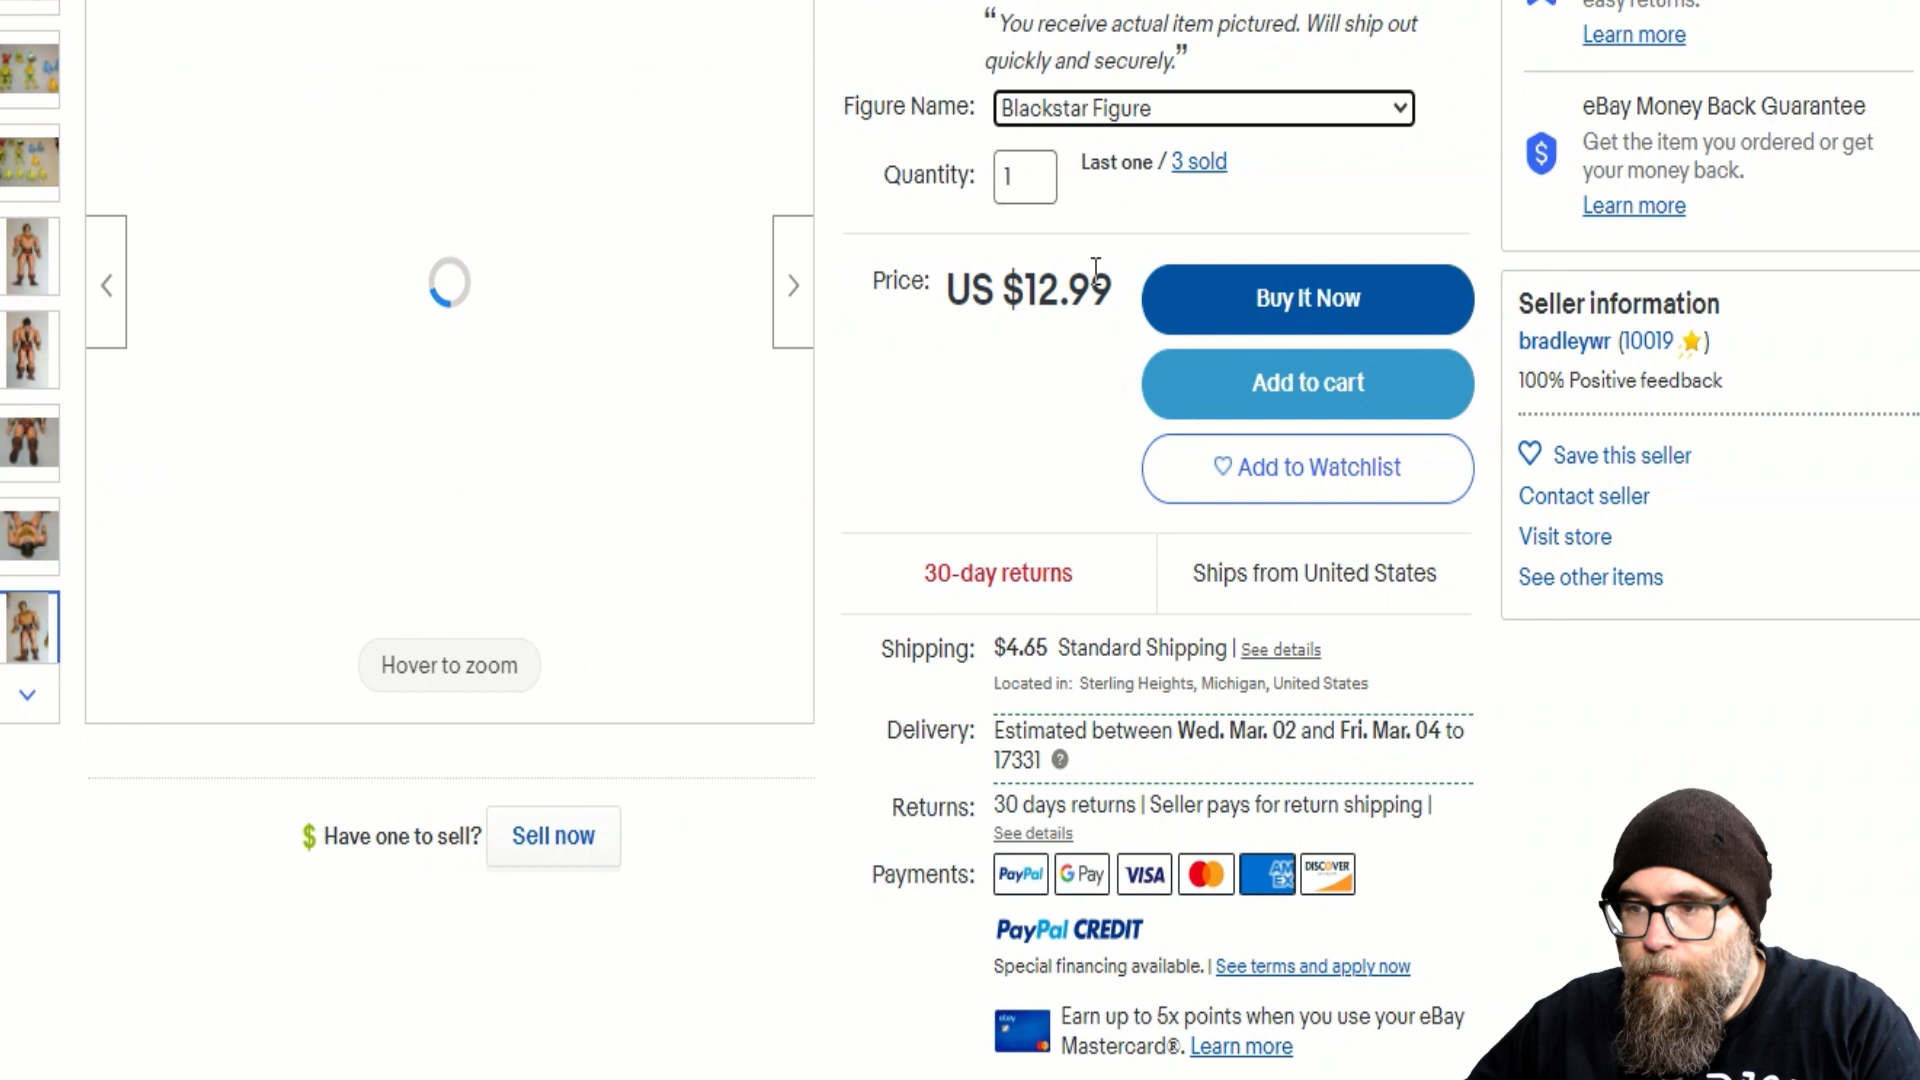 “You receive actual item pictured. Will ship out
quickly and securely.”
Figure Name: Blackstar Figure
Quantity: 1 Last one / 3 sold
Price: US $12.99
Buy It Now
Add to cart
Add to Watchlist
30-day returns
Ships from United States
Shipping: $4.65 Standard Shipping | See details
Located in: Sterling Heights, Michigan, United States
Delivery: Estimated between Wed. Mar. 02 and Fri. Mar. 04 to
17331 ?
Returns: 30 days returns | Seller pays for return shipping |
See details
Payments: PayPal G Pay VISA AM EX DISCOVER
PayPal CREDIT
Special financing available. | See terms and apply now
ebay
Earn up to 5x points when you use your eBay
Mastercard®. Learn more
Hover to zoom
$ Have one to sell? Sell now
easy returns.
Learn more
eBay Money Back Guarantee
$
Get the item you ordered or get
your money back.
Learn more
Seller information
bradleywr (10019)
100% Positive feedback
Save this seller
Contact seller
Visit store
See other items